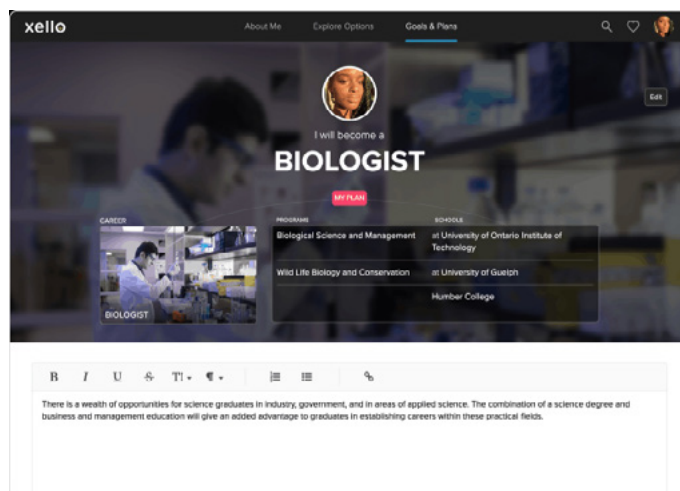 xello
About Me
Explore Options
Goals & Plans
Edit
I will become a
BIOLOGIST
MY PLAN
CAREER
BIOLOGIST
PROGRAMS
SCHOOLS
Biological Science and Management
at University of Ontario Institute of
Technology
Wild Life Biology and Conservation
at University of Guelph
Humber College
B I U S T! ¶
There is a wealth of opportunities for science graduates in industry, government, and in areas of applied science. The combination of a science degree and
business and management education will give an added advantage to graduates in establishing careers within these practical fields.